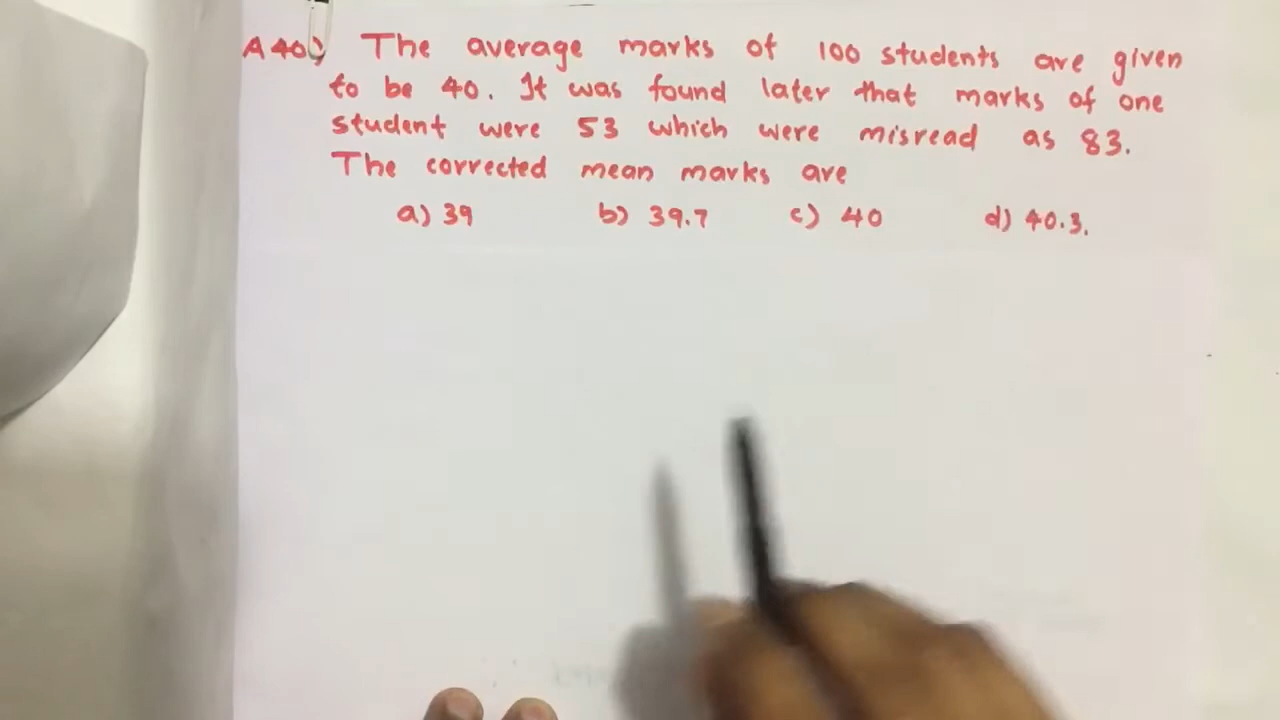 A40) The average marks of 100 students are given
to be 40. It was found later that marks of one
student were 53 which were misread as 83.
The corrected mean marks are
a) 39 b) 39.7 c) 40 d) 40.3.